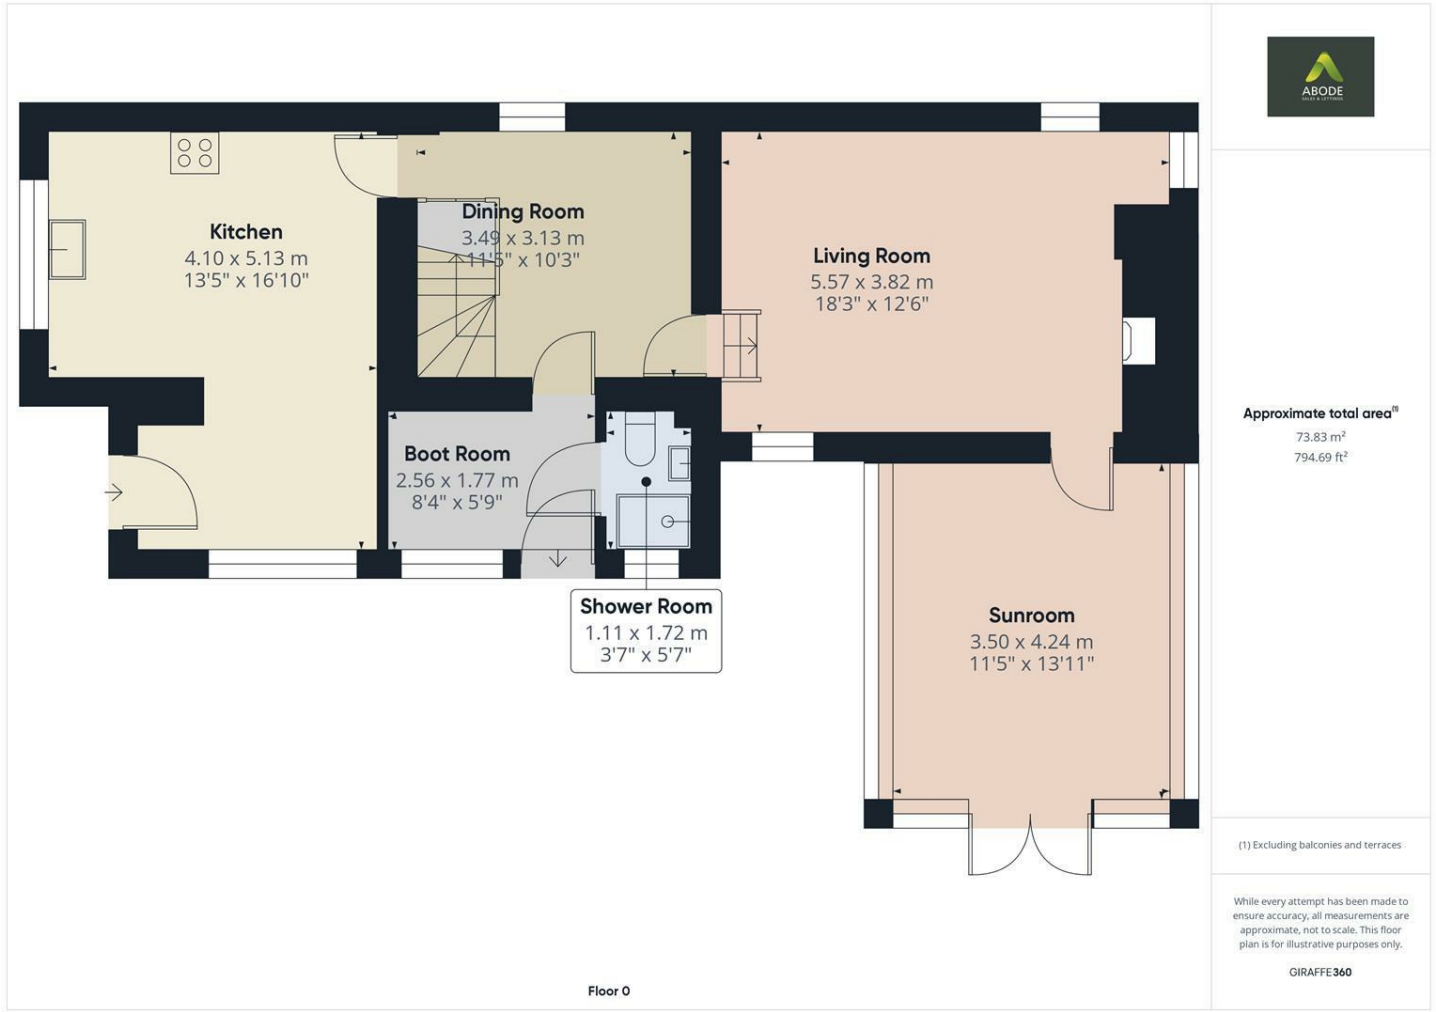 Kitchen
4.10 x 5.13 m
13'5" x 16'10"
Dining Room
3.49 x 3.13 m
11'5" x 10'3"
Living Room
5.57 x 3.82 m
18'3" x 12'6"
Boot Room
2.56 x 1.77 m
8'4" x 5'9"
Shower Room
1.11 x 1.72 m
3'7" x 5'7"
Sunroom
3.50 x 4.24 m
11'5" x 13'11"
Floor 0
ABODE
SALES & LETTINGS
Approximate total area(1)
73.83 m²
794.69 ft²
(1) Excluding balconies and terraces
While every attempt has been made to
ensure accuracy, all measurements are
approximate, not to scale. This floor
plan is for illustrative purposes only.
GIRAFFE360